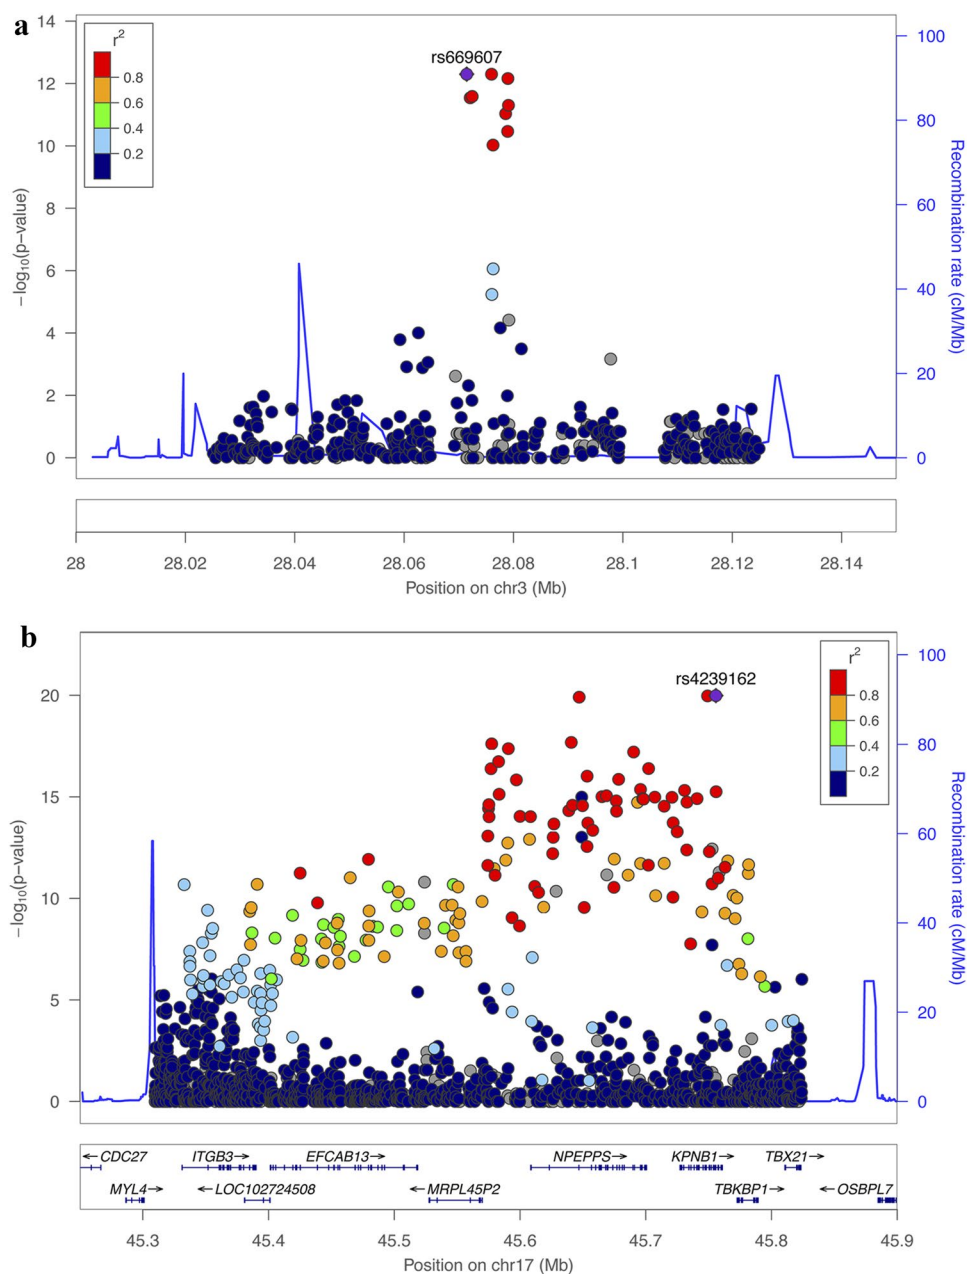 a
14
12
10
8
6
4
2
0
−log10(p−value)
r2
0.8
0.6
0.4
0.2
rs669607
100
80
60
40
20
0
Recombination rate (cM/Mb)
28
28.02
28.04
28.06
28.08
28.1
28.12
28.14
Position on chr3 (Mb)
b
20
15
10
5
0
−log10(p−value)
rs4239162
r2
0.8
0.6
0.4
0.2
100
80
60
40
20
0
Recombination rate (cM/Mb)
←CDC27
ITGB3→
EFCAB13→
NPEPPS→
KPNB1→
TBX21→
MYL4→
←LOC102724508
←MRPL45P2
TBKBP1→
←OSBPL7
45.3
45.4
45.5
45.6
45.7
45.8
45.9
Position on chr17 (Mb)